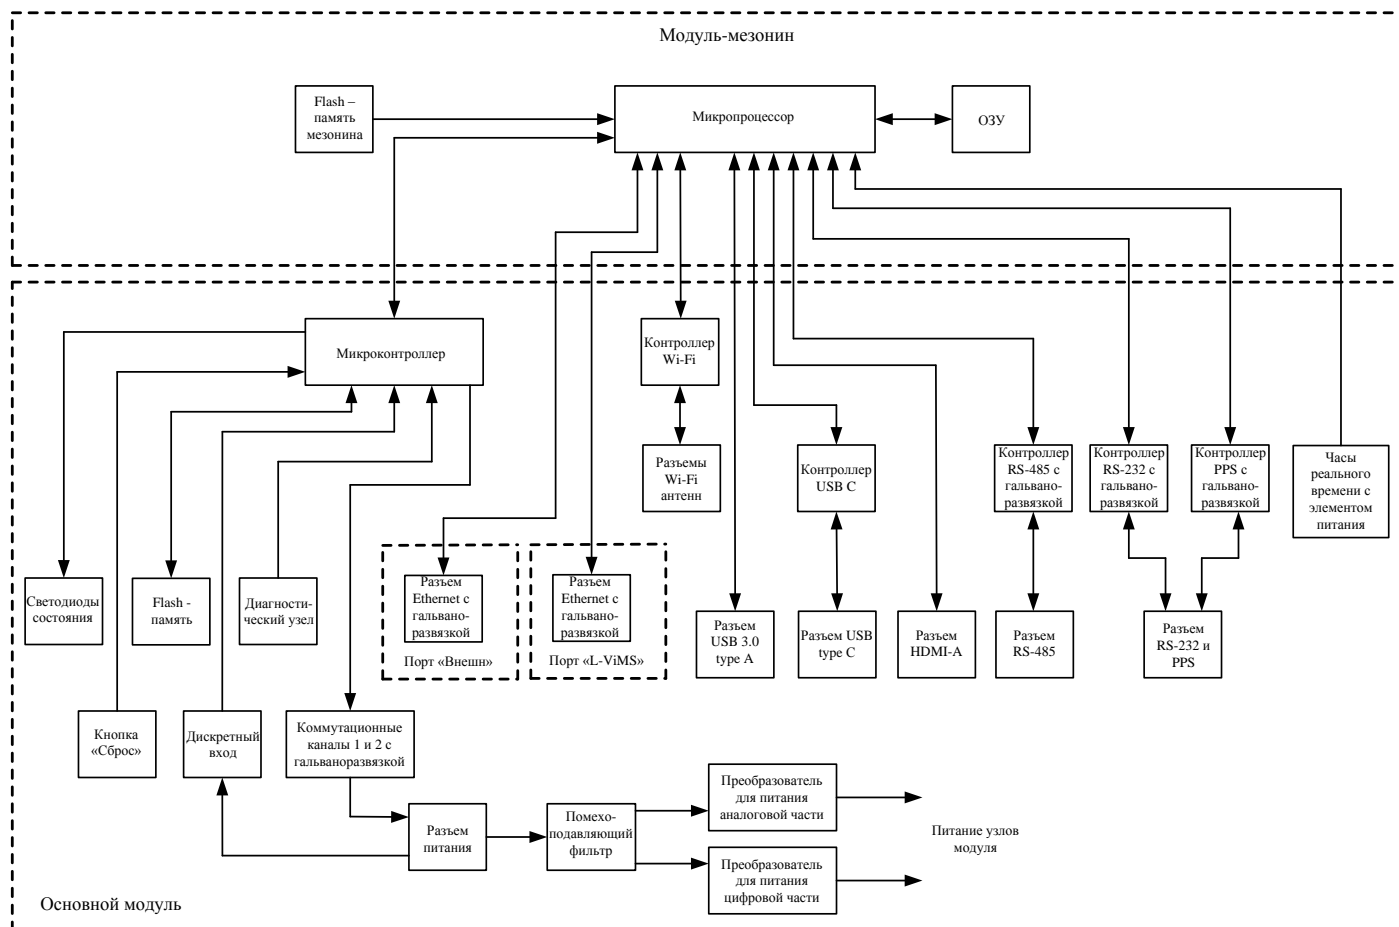 Модуль-мезонин
Flash –
память
мезонина
Микропроцессор
ОЗУ
Микроконтроллер
Контроллер
Wi-Fi
Разъемы
Wi-Fi
антенн
Контроллер
USB C
Контроллер
RS-485 с
гальвано-
развязкой
Контроллер
RS-232 с
гальвано-
развязкой
Контроллер
PPS с
гальвано-
развязкой
Часы
реального
времени с
элементом
питания
Светодиоды
состояния
Flash -
память
Диагности-
ческий узел
Разъем
Ethernet с
гальвано-
развязкой
Порт «Внешн»
Разъем
Ethernet с
гальвано-
развязкой
Порт «L-ViMS»
Разъем
USB 3.0
type A
Разъем USB
type C
Разъем
HDMI-A
Разъем
RS-485
Разъем
RS-232 и
PPS
Кнопка
«Сброс»
Дискретный
вход
Коммутационные
каналы 1 и 2 с
гальваноразвязкой
Разъем
питания
Помехо-
подавляющий
фильтр
Преобразователь
для питания
аналоговой части
Преобразователь
для питания
цифровой части
Питание узлов
модуля
Основной модуль